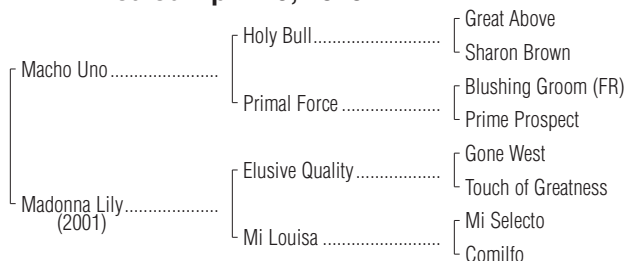 Macho Uno
Madonna Lily
(2001)
Holy Bull
Primal Force
Elusive Quality
Mi Louisa
Great Above
Sharon Brown
Blushing Groom (FR)
Prime Prospect
Gone West
Touch of Greatness
Mi Selecto
Comilfo